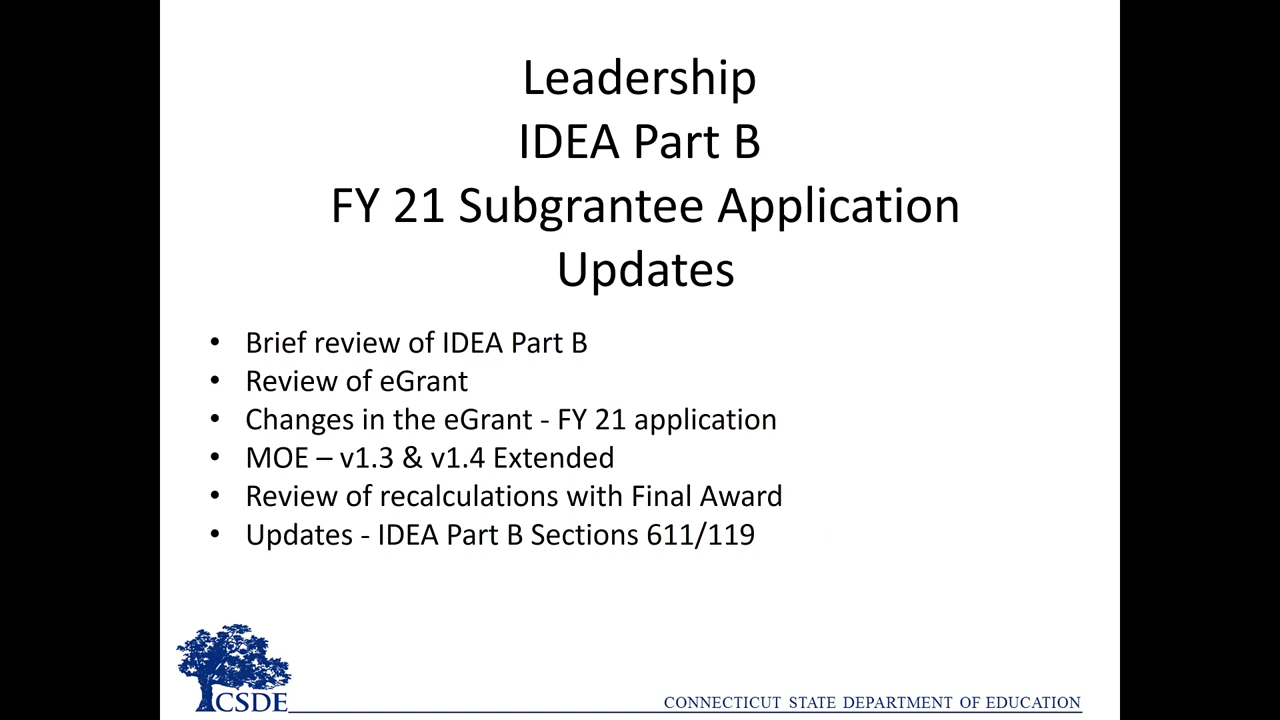 Leadership
IDEA Part B
FY 21 Subgrantee Application
Updates
• Brief review of IDEA Part B
• Review of eGrant
• Changes in the eGrant - FY 21 application
• MOE – v1.3 & v1.4 Extended
• Review of recalculations with Final Award
• Updates - IDEA Part B Sections 611/119
CSDE
CONNECTICUT STATE DEPARTMENT OF EDUCATION